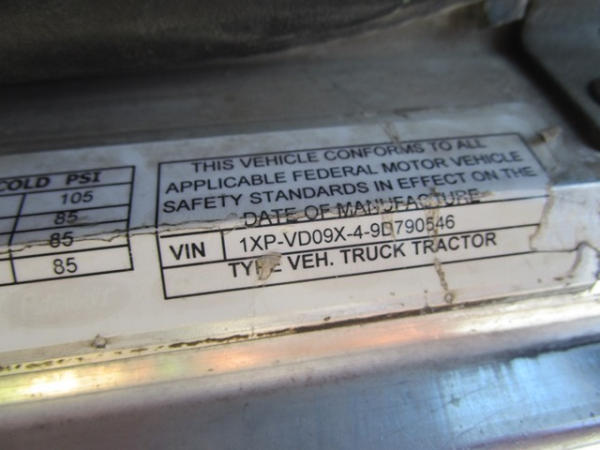 COLD PSI
105
85
85
85
THIS VEHICLE CONFORMS TO ALL
APPLICABLE FEDERAL MOTOR VEHICLE
SAFETY STANDARDS IN EFFECT ON THE
DATE OF MANUFACTURE
VIN 1XP-VD09X-4-9D790546
TYPE VEH. TRUCK TRACTOR